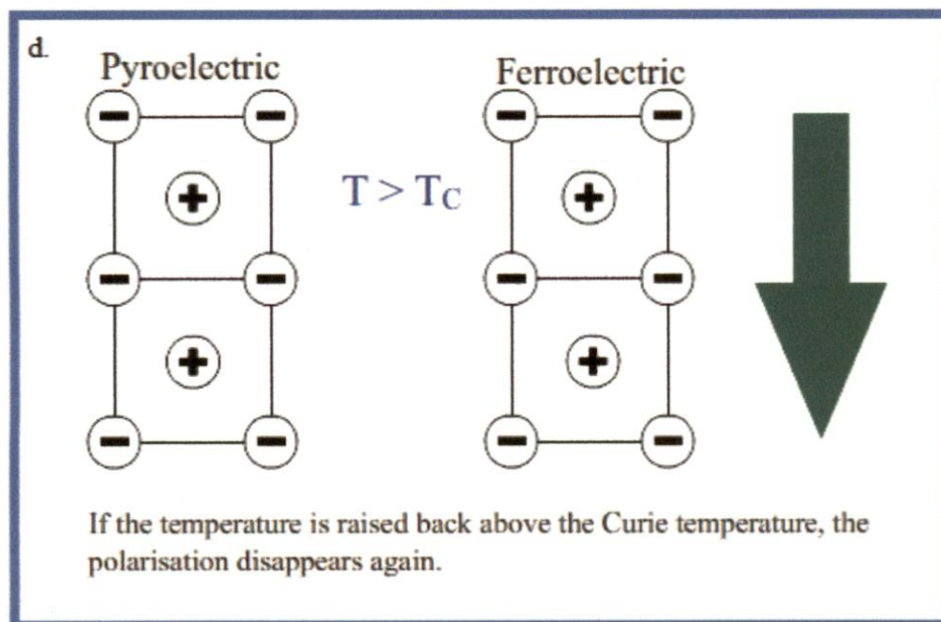 d.
Pyroelectric
Ferroelectric
T > TC
If the temperature is raised back above the Curie temperature, the
polarisation disappears again.